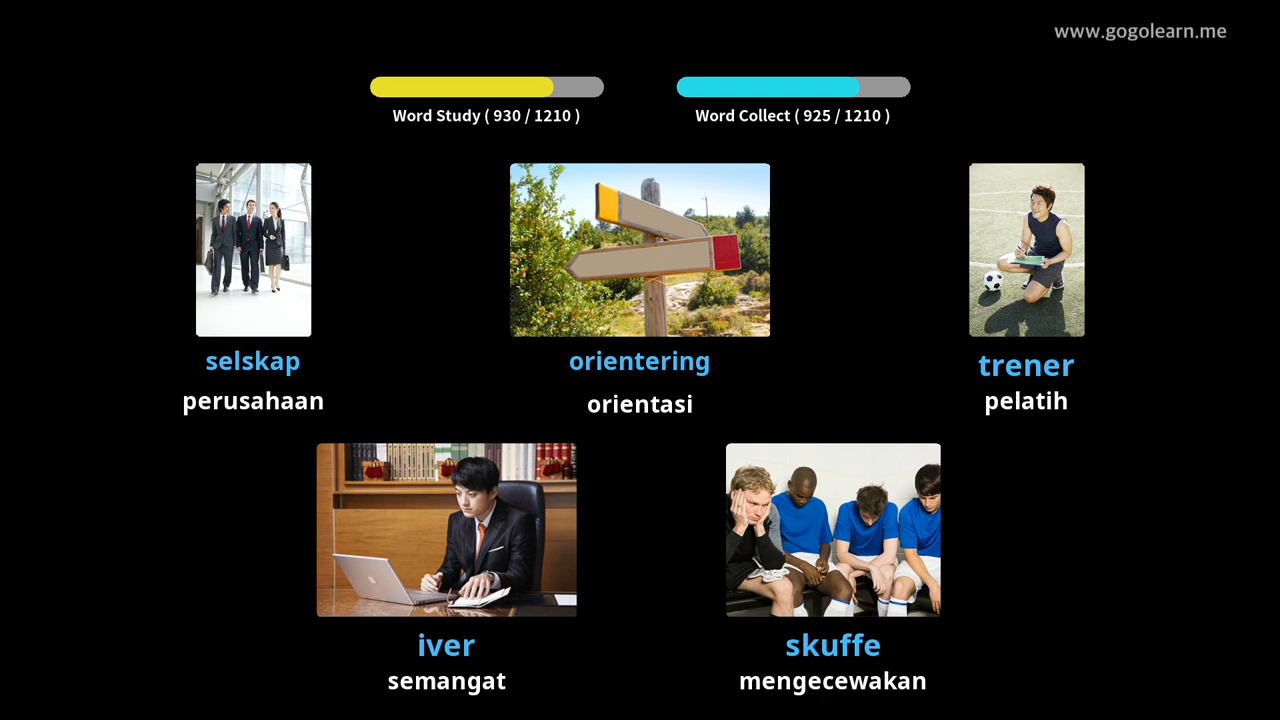 www.gogolearn.me
Word Study ( 930 / 1210 )
Word Collect ( 925 / 1210 )
selskap
perusahaan
orientering
orientasi
trener
pelatih
iver
semangat
skuffe
mengecewakan